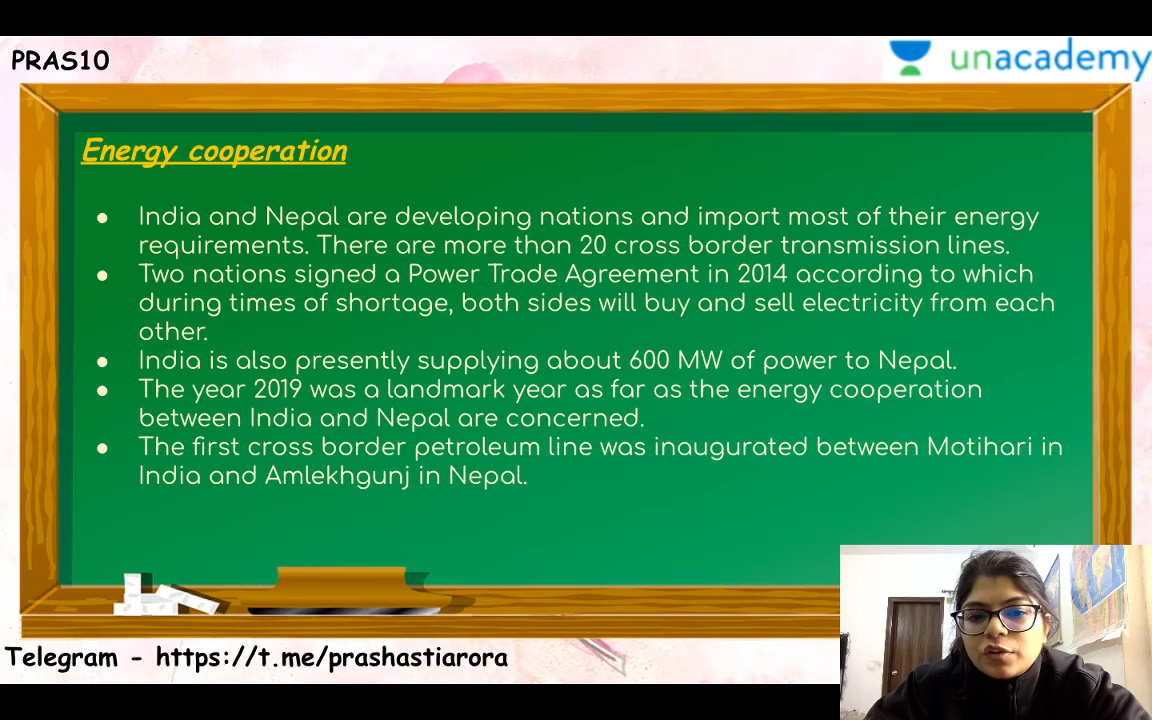 PRAS10
unacademy
Energy cooperation
● India and Nepal are developing nations and import most of their energy
requirements. There are more than 20 cross border transmission lines.
● Two nations signed a Power Trade Agreement in 2014 according to which
during times of shortage, both sides will buy and sell electricity from each
other.
● India is also presently supplying about 600 MW of power to Nepal.
● The year 2019 was a landmark year as far as the energy cooperation
between India and Nepal are concerned.
● The first cross border petroleum line was inaugurated between Motihari in
India and Amlekhgunj in Nepal.
Telegram - https://t.me/prashastiarora